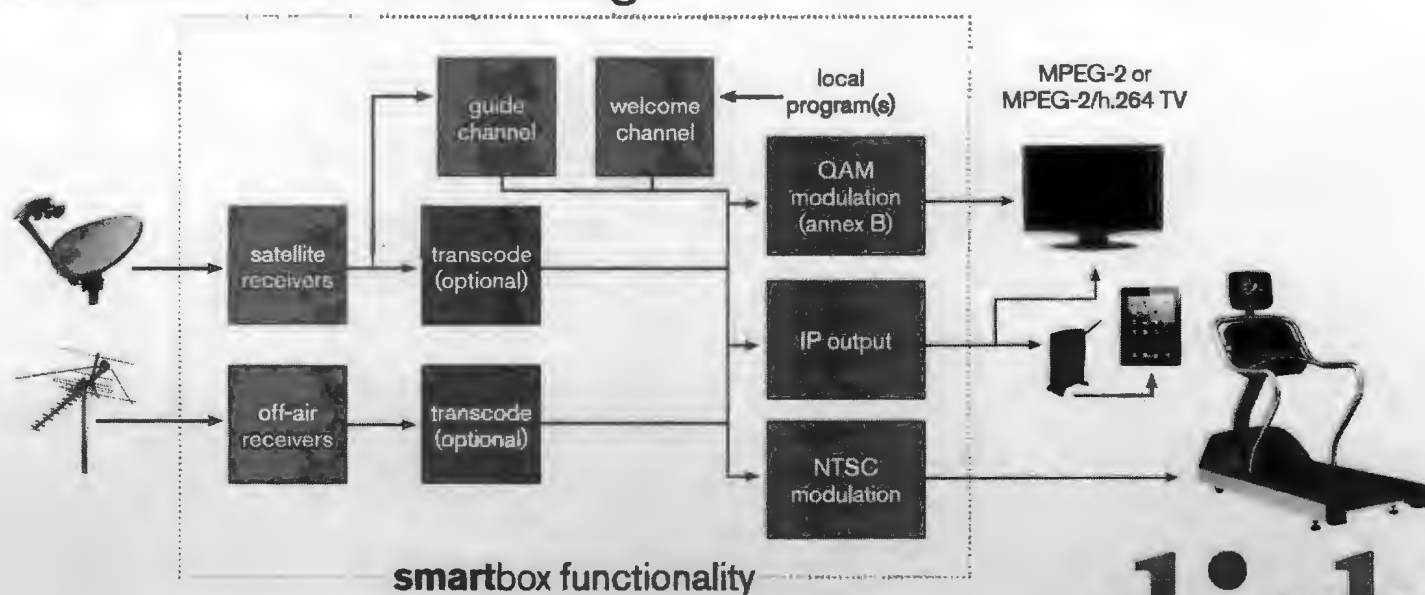 guide
channel
welcome
channel
local
program(s)
MPEG-2 or
MPEG-2/h.264 TV
QAM
modulation
(annex B)
satellite
receivers
transcode
(optional)
IP output
off-air
receivers
transcode
(optional)
NTSC
modulation
smartbox functionality